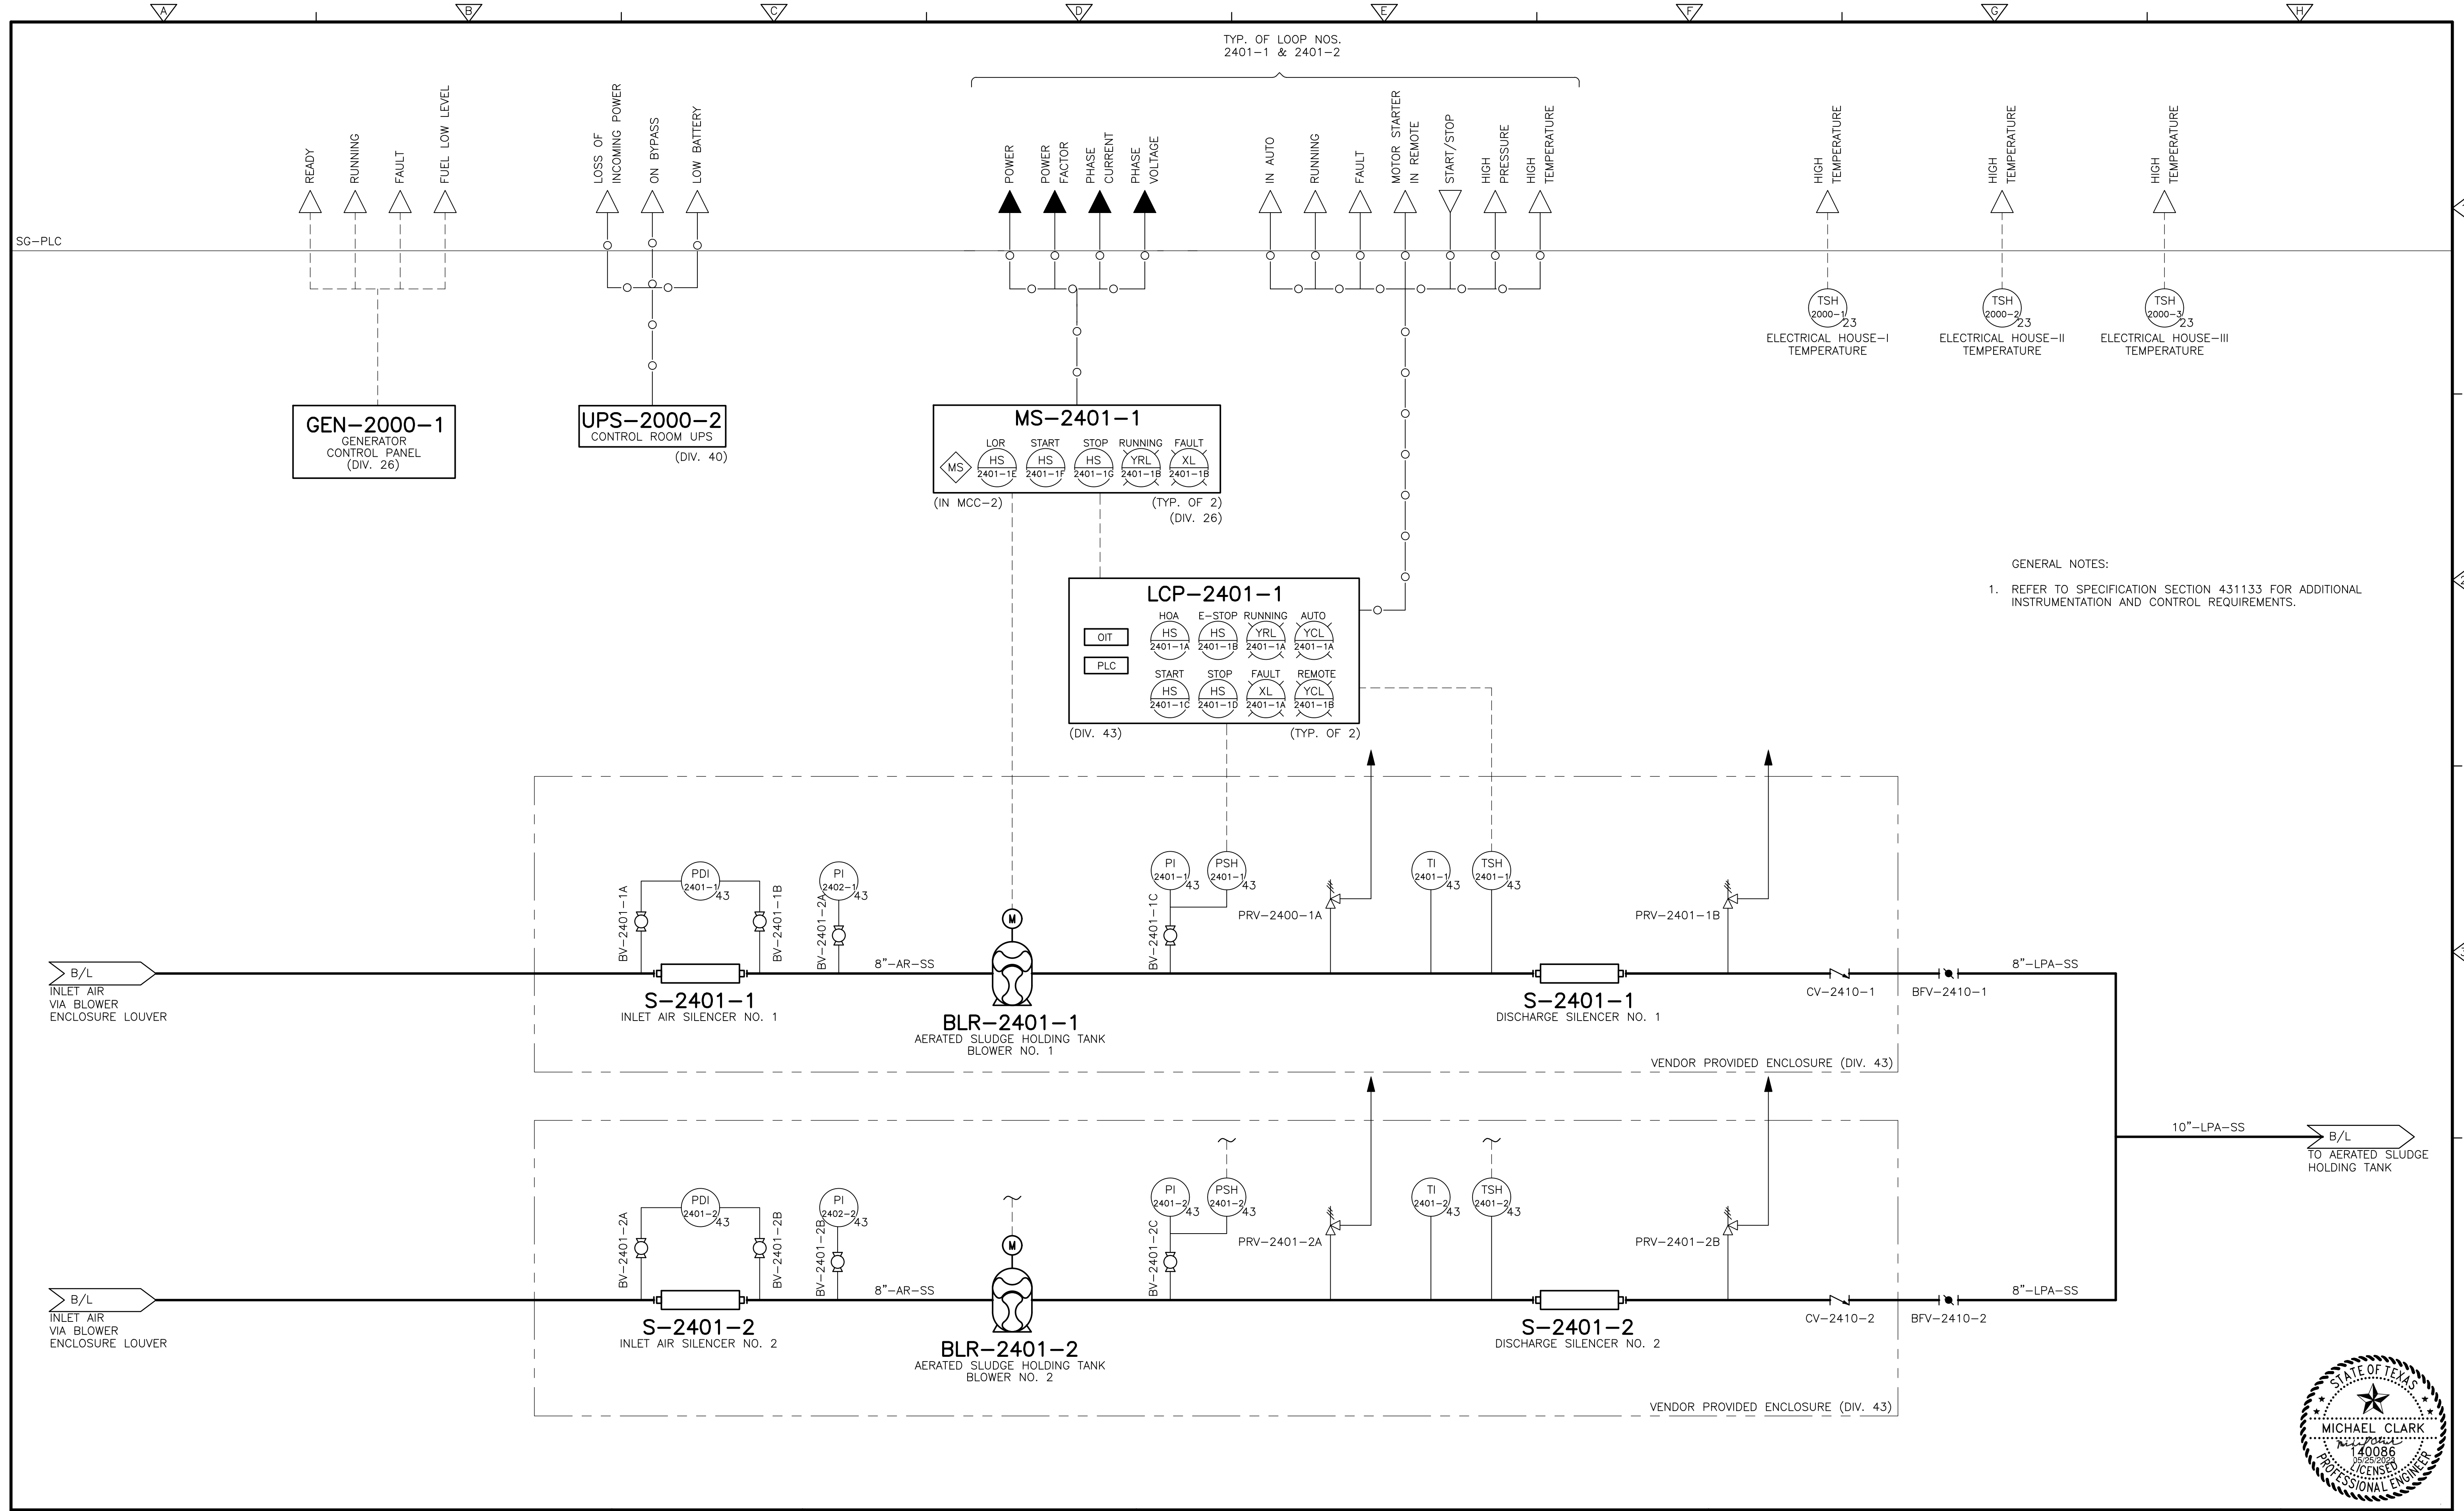 A
B
C
D
E
F
G
H
TYP. OF LOOP NOS.
2401-1 & 2401-2
READY
RUNNING
FAULT
FUEL LOW LEVEL
LOSS OF
INCOMING POWER
ON BYPASS
LOW BATTERY
POWER
POWER
FACTOR
PHASE
CURRENT
PHASE
VOLTAGE
IN AUTO
RUNNING
FAULT
MOTOR STARTER
IN REMOTE
START/STOP
HIGH
PRESSURE
HIGH
TEMPERATURE
HIGH
TEMPERATURE
HIGH
TEMPERATURE
HIGH
TEMPERATURE
SG-PLC
TSH
2000-1
23
ELECTRICAL HOUSE-I
TEMPERATURE
TSH
2000-2
23
ELECTRICAL HOUSE-II
TEMPERATURE
TSH
2000-3
23
ELECTRICAL HOUSE-III
TEMPERATURE
GEN-2000-1
GENERATOR
CONTROL PANEL
(DIV. 26)
UPS-2000-2
CONTROL ROOM UPS
(DIV. 40)
MS-2401-1
LOR START STOP RUNNING FAULT
MS HS HS HS YRL XL
2401-1E 2401-1F 2401-1G 2401-1B 2401-1B
(IN MCC-2) (TYP. OF 2)
(DIV. 26)
GENERAL NOTES:
1. REFER TO SPECIFICATION SECTION 431133 FOR ADDITIONAL
INSTRUMENTATION AND CONTROL REQUIREMENTS.
LCP-2401-1
HOA E-STOP RUNNING AUTO
OIT HS HS YRL YCL
2401-1A 2401-1B 2401-1A 2401-1A
PLC
START STOP FAULT REMOTE
HS HS XL YCL
2401-1C 2401-1D 2401-1A 2401-1B
(DIV. 43) (TYP. OF 2)
BV-2401-1A
PDI
2401-1
43
BV-2401-1B
BV-2401-2A
PI
2402-1
43
M
BV-2401-1C
PI
2401-1
43
PSH
2401-1
43
PRV-2400-1A
TI
2401-1
43
TSH
2401-1
43
PRV-2401-1B
B/L
INLET AIR
VIA BLOWER
ENCLOSURE LOUVER
8"-AR-SS
8"-LPA-SS
S-2401-1
INLET AIR SILENCER NO. 1
BLR-2401-1
AERATED SLUDGE HOLDING TANK
BLOWER NO. 1
S-2401-1
DISCHARGE SILENCER NO. 1
CV-2410-1
BFV-2410-1
VENDOR PROVIDED ENCLOSURE (DIV. 43)
10"-LPA-SS
B/L
TO AERATED SLUDGE
HOLDING TANK
BV-2401-2A
PDI
2401-2
43
BV-2401-2B
BV-2401-2B
PI
2402-2
43
M
BV-2401-2C
PI
2401-2
43
PSH
2401-2
43
PRV-2401-2A
TI
2401-2
43
TSH
2401-2
43
PRV-2401-2B
B/L
INLET AIR
VIA BLOWER
ENCLOSURE LOUVER
8"-AR-SS
8"-LPA-SS
S-2401-2
INLET AIR SILENCER NO. 2
BLR-2401-2
AERATED SLUDGE HOLDING TANK
BLOWER NO. 2
S-2401-2
DISCHARGE SILENCER NO. 2
CV-2410-2
BFV-2410-2
VENDOR PROVIDED ENCLOSURE (DIV. 43)
STATE OF TEXAS
MICHAEL CLARK
140086
05/25/2023
LICENSED
PROFESSIONAL ENGINEER